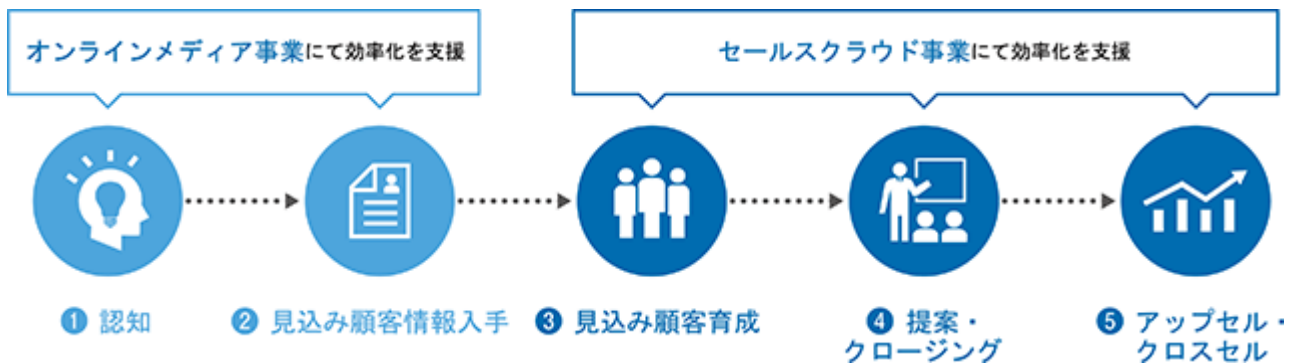 オンラインメディア事業にて効率化を支援
セールスクラウド事業にて効率化を支援
❶ 認知
❷ 見込み顧客情報入手
❸ 見込み顧客育成
❹ 提案・
クロージング
❺ アップセル・
クロスセル